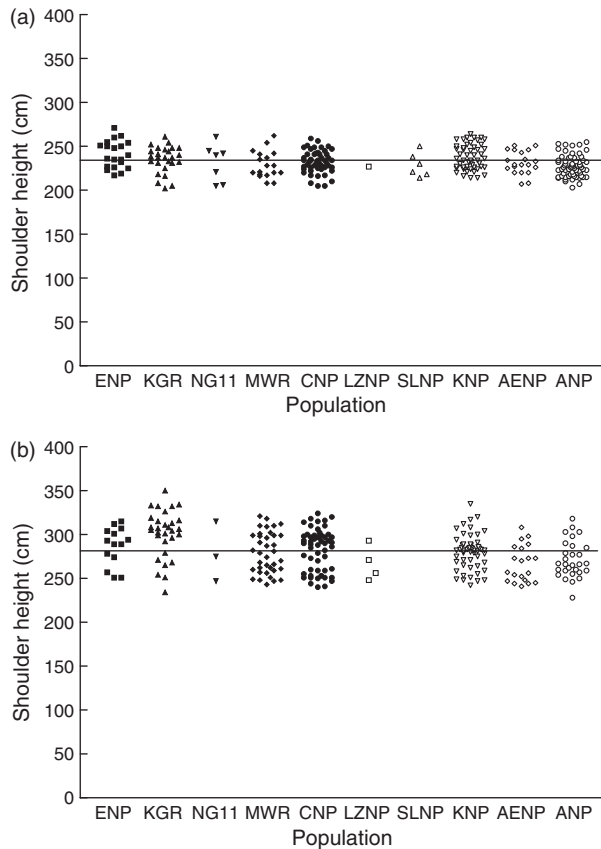 (a)
400
350
300
250
200
150
100
50
0
Shoulder height (cm)
ENP KGR NG11 MWR CNP LZNP SLNP KNP AENP ANP
Population
(b)
400
350
300
250
200
150
100
50
0
Shoulder height (cm)
ENP KGR NG11 MWR CNP LZNP SLNP KNP AENP ANP
Population